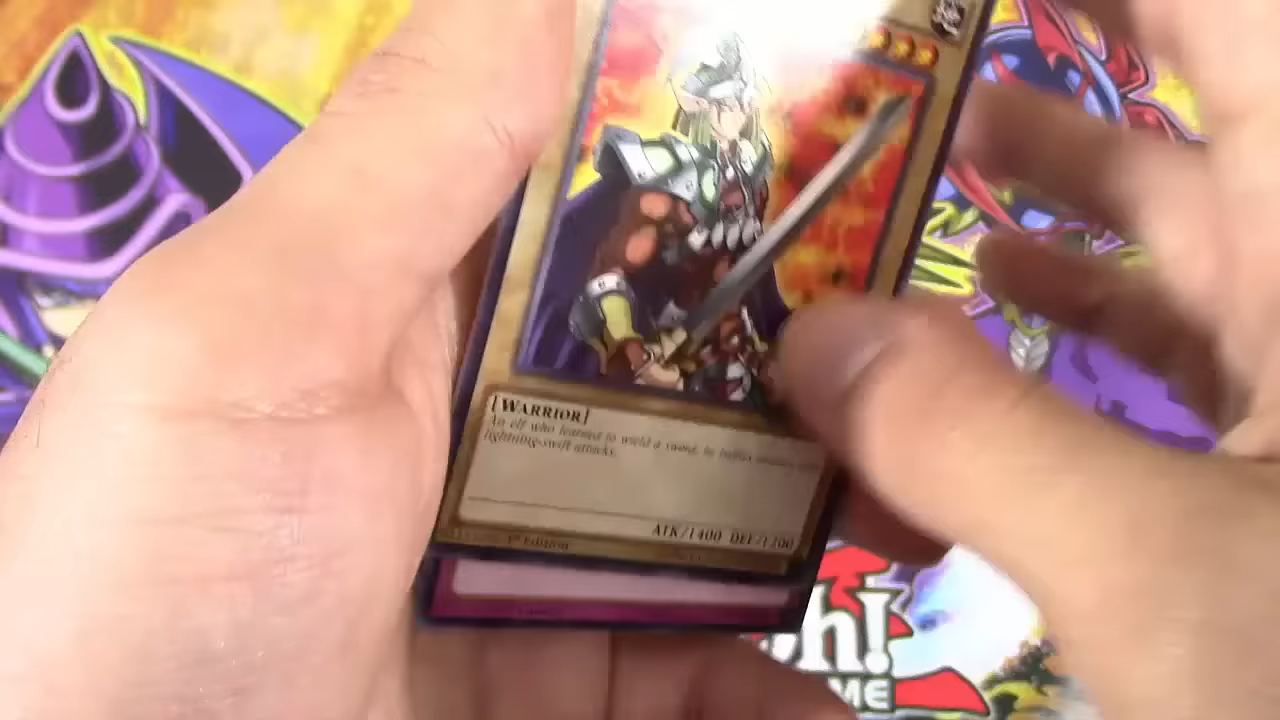 [WARRIOR]
An elf who learned to wield a sword, he baffles enemies with
lightning-swift attacks.
ATK/1400 DEF/1200
1st Edition
Oh!
ME